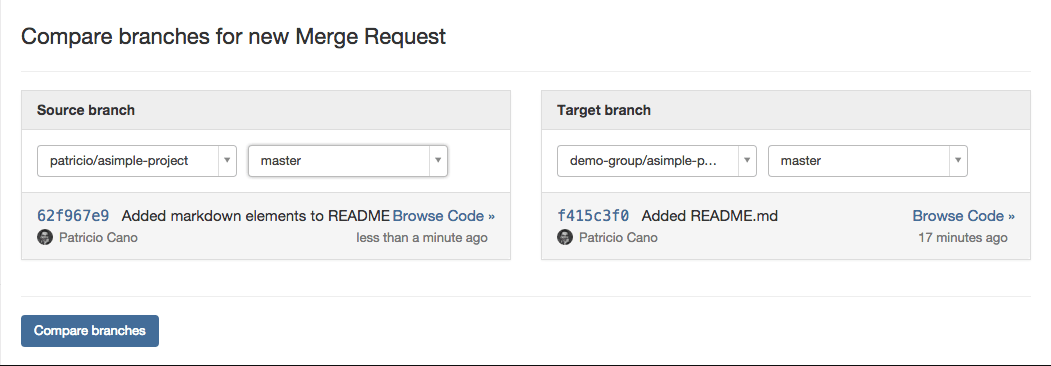 Compare branches for new Merge Request
Source branch
patricio/asimple-project
master
62f967e9 Added markdown elements to README Browse Code »
Patricio Cano less than a minute ago
Target branch
demo-group/asimple-p...
master
f415c3f0 Added README.md Browse Code »
Patricio Cano 17 minutes ago
Compare branches